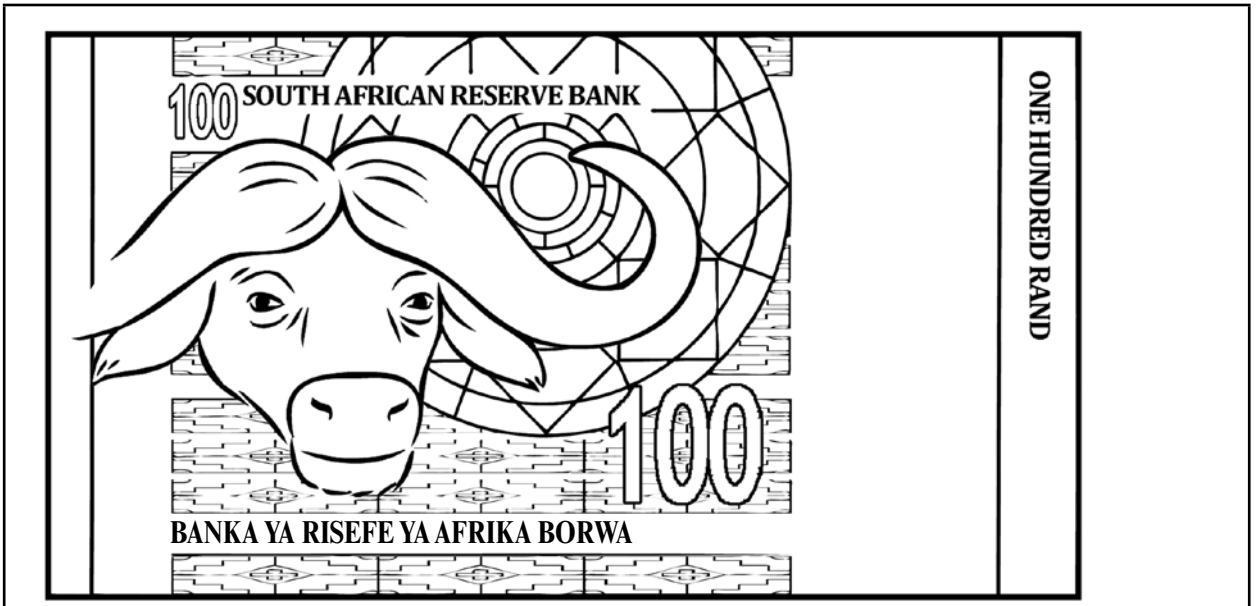 100 SOUTH AFRICAN RESERVE BANK
ONE HUNDRED RAND
100
BANKA YA RISEFE YA AFRIKA BORWA